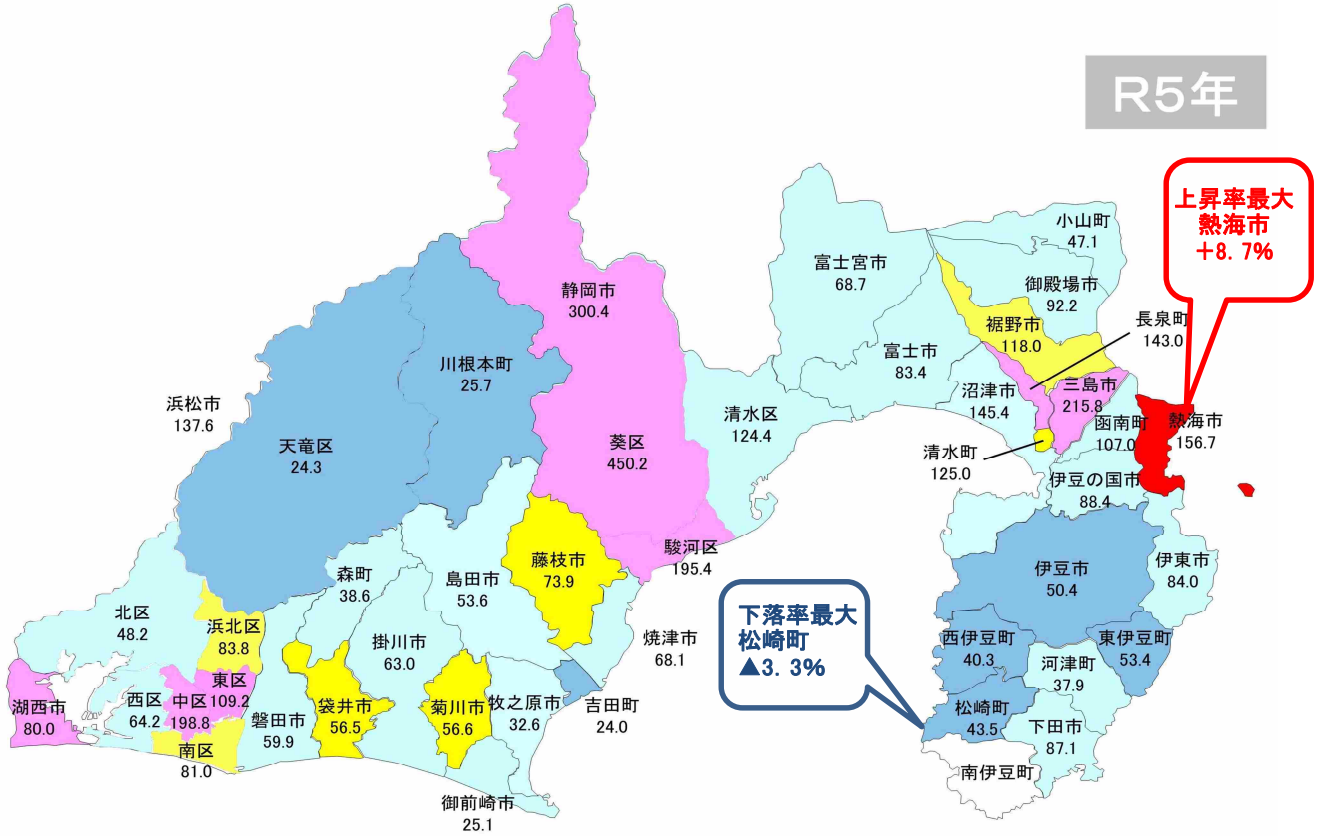 R5年
上昇率最大
熱海市
+8.7%
小山町
47.1
富士宮市
68.7
御殿場市
92.2
静岡市
300.4
裾野市
118.0
長泉町
143.0
富士市
83.4
川根本町
25.7
沼津市
145.4
三島市
215.8
浜松市
137.6
清水区
124.4
函南町
107.0
熱海市
156.7
天竜区
24.3
葵区
450.2
清水町
125.0
伊豆の国市
88.4
駿河区
195.4
藤枝市
73.9
伊東市
84.0
森町
38.6
島田市
53.6
伊豆市
50.4
下落率最大
松崎町
▲3.3%
北区
48.2
浜北区
83.8
掛川市
63.0
焼津市
68.1
西伊豆町
40.3
東伊豆町
53.4
河津町
37.9
東区
109.2
湖西市
80.0
西区
64.2
中区
198.8
袋井市
56.5
菊川市
56.6
牧之原市
32.6
吉田町
24.0
松崎町
43.5
磐田市
59.9
下田市
87.1
南区
81.0
南伊豆町
御前崎市
25.1